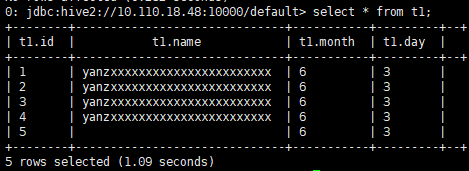 0: jdbc:hive2://10.110.18.48:10000/default> select * from t1;
+--------+--------------------------+-----------+---------+--+
| t1.id | t1.name | t1.month | t1.day |
+--------+--------------------------+-----------+---------+--+
| 1 | yanzxxxxxxxxxxxxxxxxxxxxxxx | 6 | 3 |
| 2 | yanzxxxxxxxxxxxxxxxxxxxxxxx | 6 | 3 |
| 3 | yanzxxxxxxxxxxxxxxxxxxxxxxx | 6 | 3 |
| 4 | yanzxxxxxxxxxxxxxxxxxxxxxxx | 6 | 3 |
| 5 | | 6 | 3 |
+--------+--------------------------+-----------+---------+--+
5 rows selected (1.09 seconds)